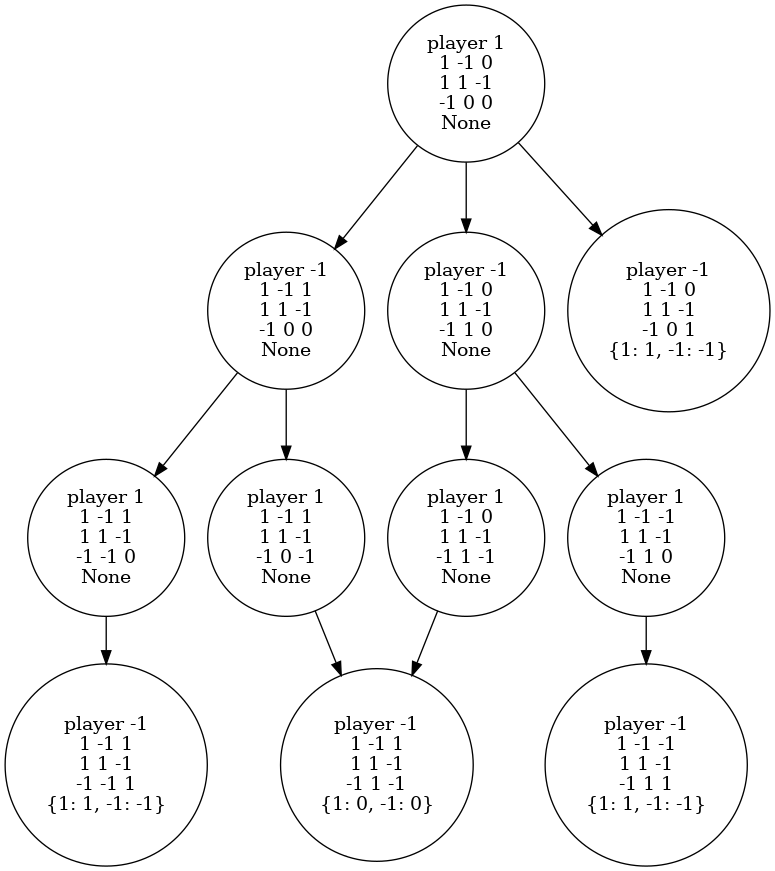 player 1
1 -1 0
1 1 -1
-1 0 0
None
player -1
1 -1 1
1 1 -1
-1 0 0
None
player -1
1 -1 0
1 1 -1
-1 1 0
None
player -1
1 -1 0
1 1 -1
-1 0 1
{1: 1, -1: -1}
player 1
1 -1 1
1 1 -1
-1 -1 0
None
player 1
1 -1 1
1 1 -1
-1 0 -1
None
player 1
1 -1 0
1 1 -1
-1 1 -1
None
player 1
1 -1 -1
1 1 -1
-1 1 0
None
player -1
1 -1 1
1 1 -1
-1 -1 1
{1: 1, -1: -1}
player -1
1 -1 1
1 1 -1
-1 1 -1
{1: 0, -1: 0}
player -1
1 -1 -1
1 1 -1
-1 1 1
{1: 1, -1: -1}